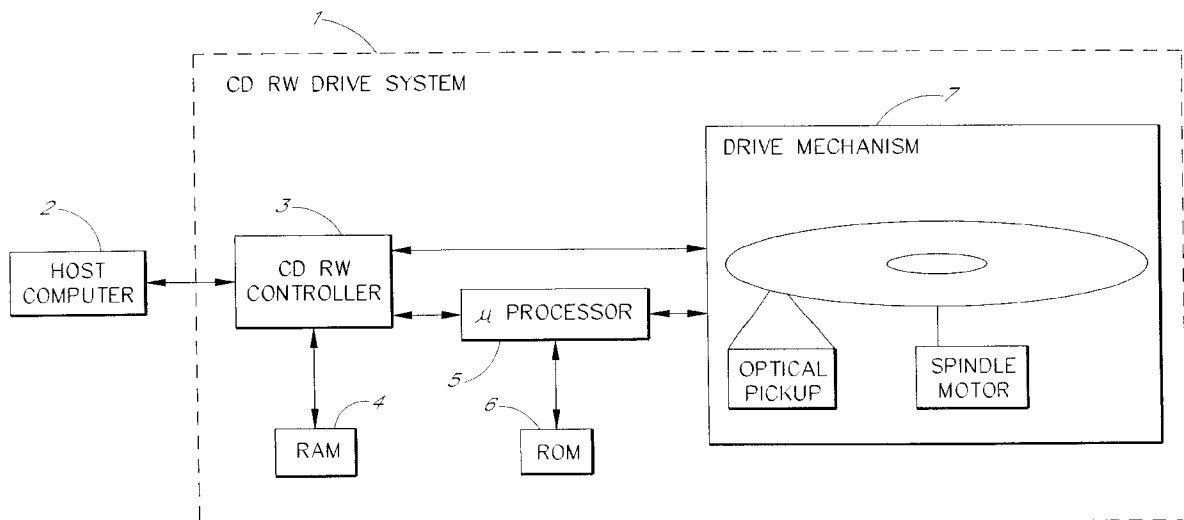 1
CD RW DRIVE SYSTEM
7
DRIVE MECHANISM
2
3
HOST
COMPUTER
CD RW
CONTROLLER
μ PROCESSOR
5
OPTICAL
PICKUP
SPINDLE
MOTOR
4
6
RAM
ROM